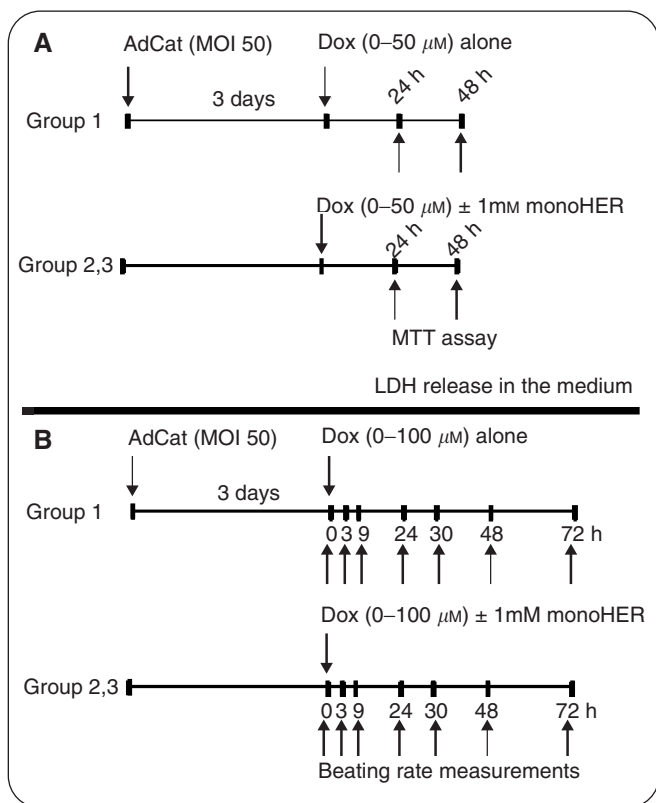 A
AdCat (MOI 50) Dox (0–50 μM) alone
3 days 24 h 48 h
Group 1
Dox (0–50 μM) ± 1mM monoHER
24 h 48 h
Group 2,3
MTT assay
LDH release in the medium
B
AdCat (MOI 50) Dox (0–100 μM) alone
3 days
Group 1
0 3 9 24 30 48 72 h
Dox (0–100 μM) ± 1mM monoHER
Group 2,3
0 3 9 24 30 48 72 h
Beating rate measurements